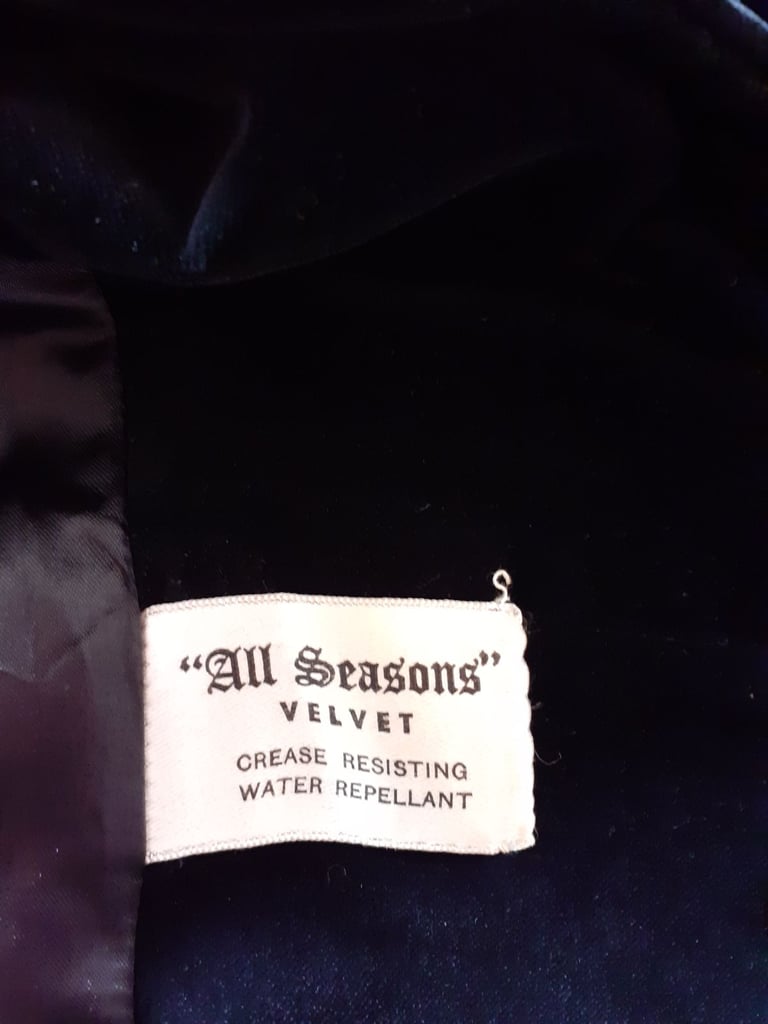 “All Seasons”
VELVET
CREASE RESISTING
WATER REPELLANT